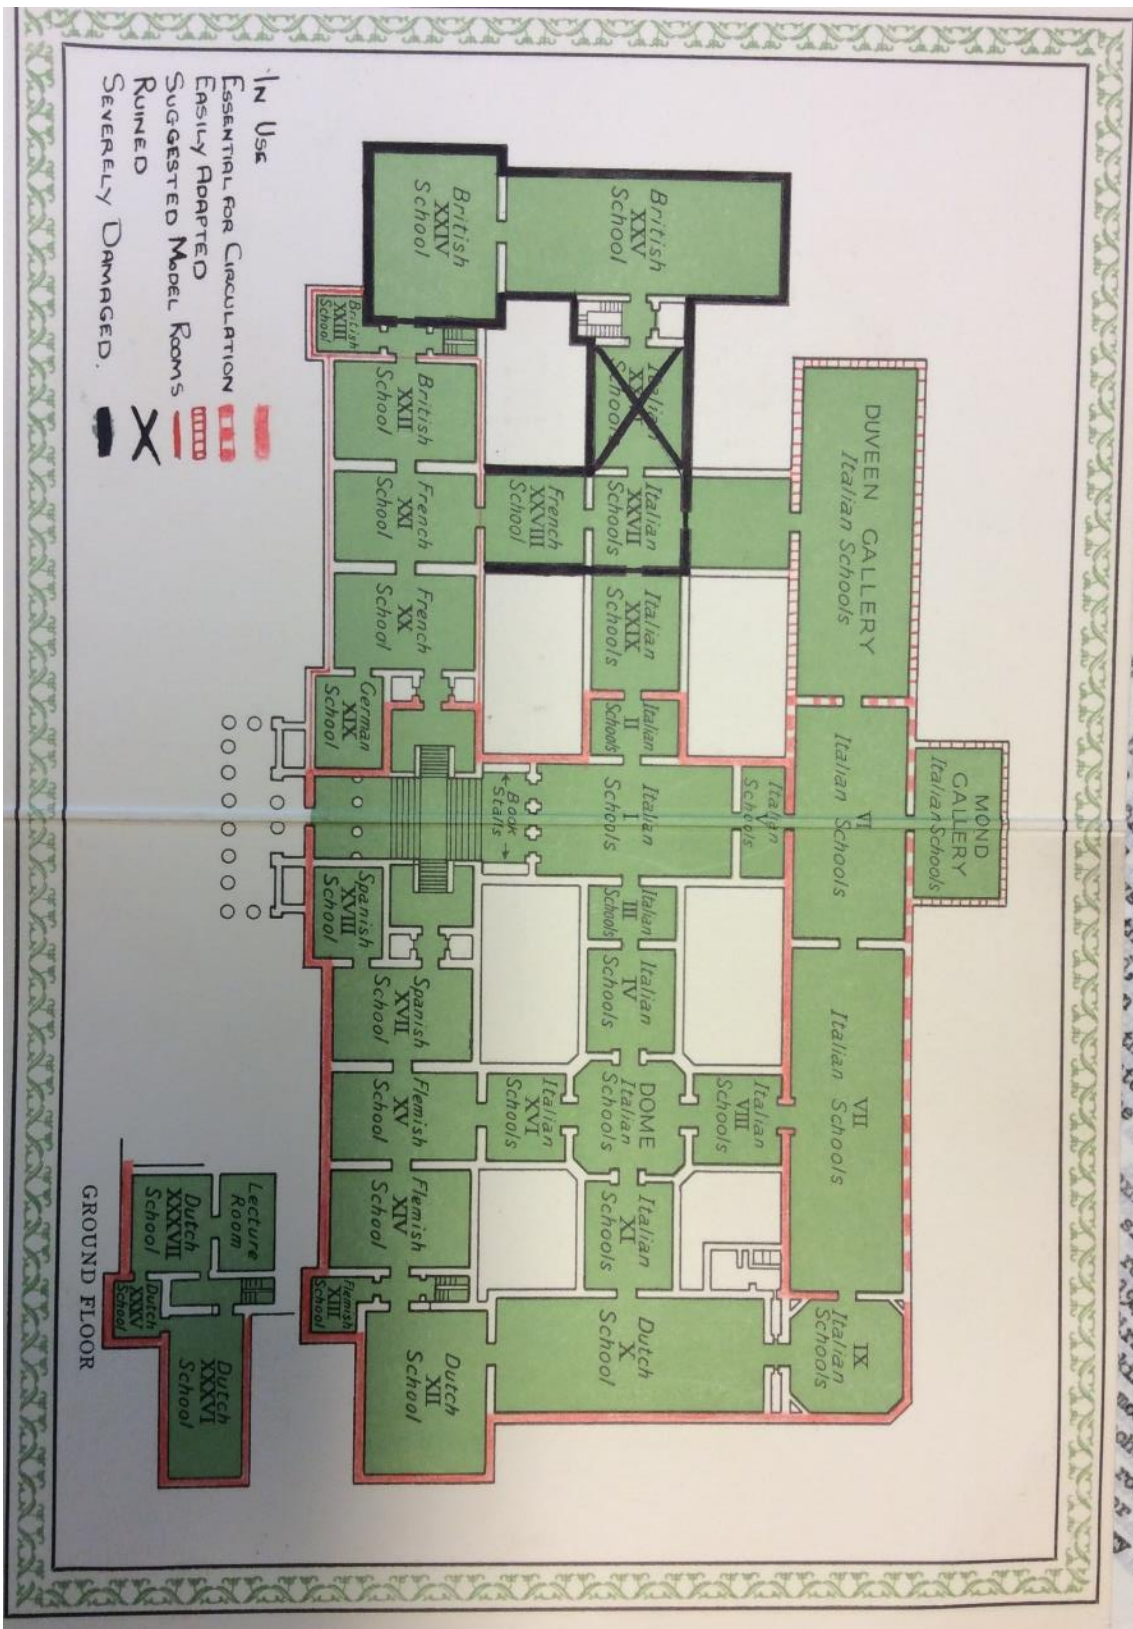 MOND
GALLERY
Italian Schools
DUVEEN GALLERY
Italian Schools
VI
Italian Schools
VII
Italian Schools
IX
Italian
Schools
British
XXV
School
Italian
Schools
Italian
XXVII
Schools
Italian
XXIX
Schools
Italian
II
Schools
Italian
I
Schools
Italian
V
Schools
Italian
III
Schools
Italian
IV
Schools
Italian
VIII
Schools
DOME
Italian
Schools
Italian
XI
Schools
Dutch
X
School
French
XXVIII
School
Book
Stalls
Italian
XVI
Schools
British
XXIV
School
British
XXIII
School
British
XXII
School
French
XXI
School
French
XX
School
German
XIX
School
Spanish
XVIII
School
Spanish
XVII
School
Flemish
XV
School
Flemish
XIV
School
Flemish
XIII
School
Dutch
XII
School
IN USE
ESSENTIAL FOR CIRCULATION
EASILY ADAPTED
SUGGESTED MODEL ROOMS
RUINED
SEVERELY DAMAGED.
Lecture
Room
Dutch
XXXVII
School
Dutch
XXXV
School
Dutch
XXXVI
School
GROUND FLOOR